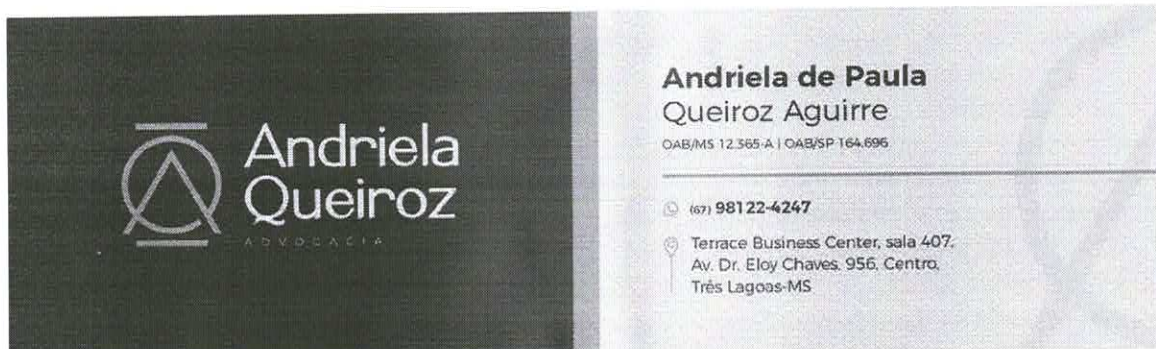 Andriela
Queiroz
ADVOCACIA
Andriela de Paula
Queiroz Aguirre
OAB/MS 12.365-A | OAB/SP 164.696
(67) 98122-4247
Terrace Business Center, sala 407,
Av. Dr. Eloy Chaves, 956, Centro,
Três Lagoas-MS